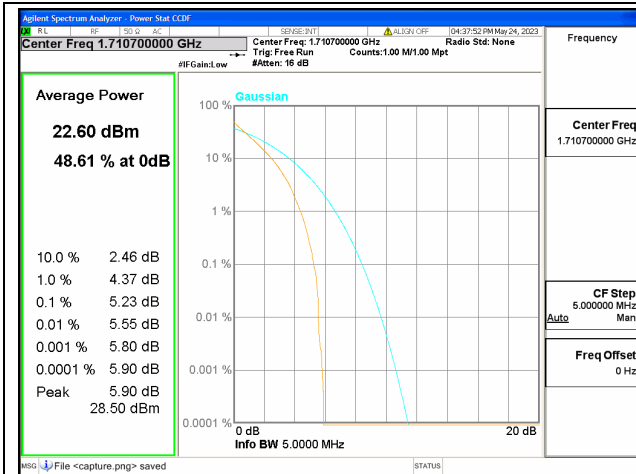 Agilent Spectrum Analyzer - Power Stat CCDF
RL RF 50 Ω AC SENSE:INT ALIGN OFF 04:37:52 PM May 24, 2023
Center Freq 1.710700000 GHz
Center Freq: 1.710700000 GHz Radio Std: None
Trig: Free Run Counts:1.00 M/1.00 Mpt
#IFGain:Low #Atten: 16 dB
Frequency
Average Power
22.60 dBm
48.61 % at 0dB
10.0 % 2.46 dB
1.0 % 4.37 dB
0.1 % 5.23 dB
0.01 % 5.55 dB
0.001 % 5.80 dB
0.0001 % 5.90 dB
Peak 5.90 dB
28.50 dBm
Gaussian
100 %
10 %
1 %
0.1 %
0.01 %
0.001 %
0.0001 %
0 dB 20 dB
Info BW 5.0000 MHz
Center Freq
1.710700000 GHz
CF Step
5.000000 MHz
Auto Man
Freq Offset
0 Hz
MSG File <capture.png> saved STATUS